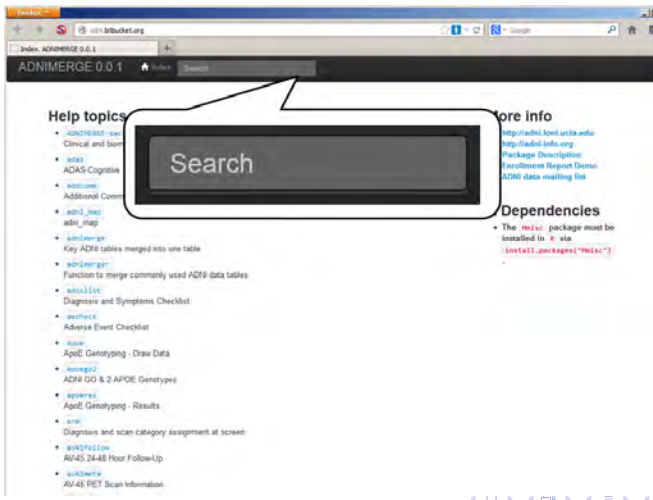 Firefox
adni.bitbucket.org
Google
Index. ADNIMERGE 0.0.1
ADNIMERGE 0.0.1 Index Search
Search
Help topics
Clinical and biom
adas
ADAS-Cognitive
Additional Comm
adni_map
adni_map
adnimerge
Key ADNI tables merged into one table
adnimerger
Function to merge commonly used ADNI data tables
adsxlist
Diagnosis and Symptoms Checklist
aecheck
Adverse Event Checklist
ApoE Genotyping - Draw Data
apoego2
ADNI GO & 2 APOE Genotypes
apoeres
ApoE Genotyping - Results
arm
Diagnosis and scan category Assignment at screen
av45follow
AV-45 24-48 Hour Follow-Up
av45meta
AV-45 PET Scan Information
ore info
http://adni.loni.ucla.edu
http://adni-info.org
Package Description
Enrollment Report Demo
ADNI data mailing list
Dependencies
The Hmisc package must be
installed in R via
install.packages("Hmisc")
.